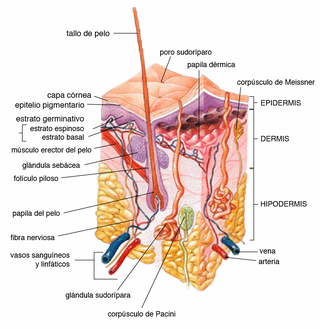 tallo de pelo
poro sudoríparo
papila dérmica
corpúsculo de Meissner
capa córnea
epitelio pigmentario
EPIDERMIS
estrato germinativo
estrato espinoso
estrato basal
DERMIS
músculo erector del pelo
glándula sebácea
folículo piloso
HIPODERMIS
papila del pelo
fibra nerviosa
vasos sanguíneos
y linfáticos
vena
arteria
glándula sudorípara
corpúsculo de Pacini